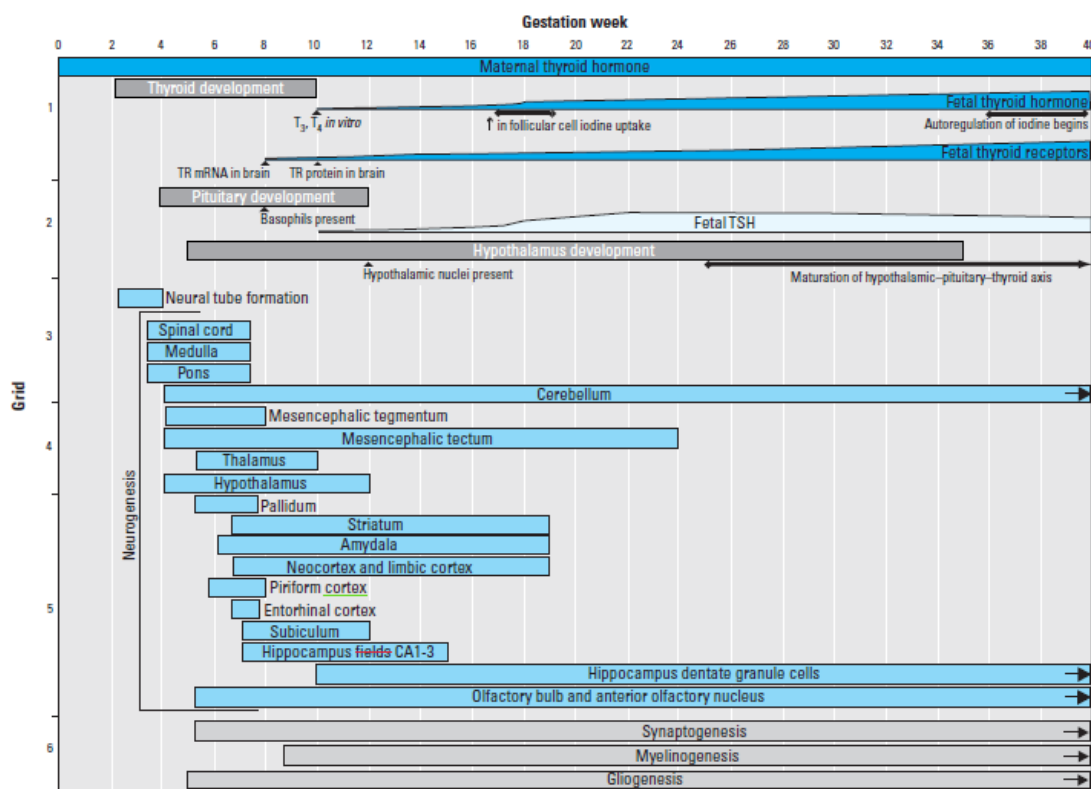 Gestation week
0 2 4 6 8 10 12 14 16 18 20 22 24 26 28 30 32 34 36 38 40
Maternal thyroid hormone
Thyroid development
1
Fetal thyroid hormone
T3, T4 in vitro
↑ in follicular cell iodine uptake
Autoregulation of iodine begins
Fetal thyroid receptors
TR mRNA in brain
TR protein in brain
Pituitary development
Basophils present
2
Fetal TSH
Hypothalamus development
Hypothalamic nuclei present
Maturation of hypothalamic–pituitary–thyroid axis
Neural tube formation
3
Spinal cord
Medulla
Pons
Grid
Cerebellum
Mesencephalic tegmentum
4
Mesencephalic tectum
Thalamus
Hypothalamus
Neurogenesis
Pallidum
Striatum
Amydala
Neocortex and limbic cortex
Piriform cortex
5
Entorhinal cortex
Subiculum
Hippocampus fields CA1-3
Hippocampus dentate granule cells
Olfactory bulb and anterior olfactory nucleus
Synaptogenesis
6
Myelinogenesis
Gliogenesis